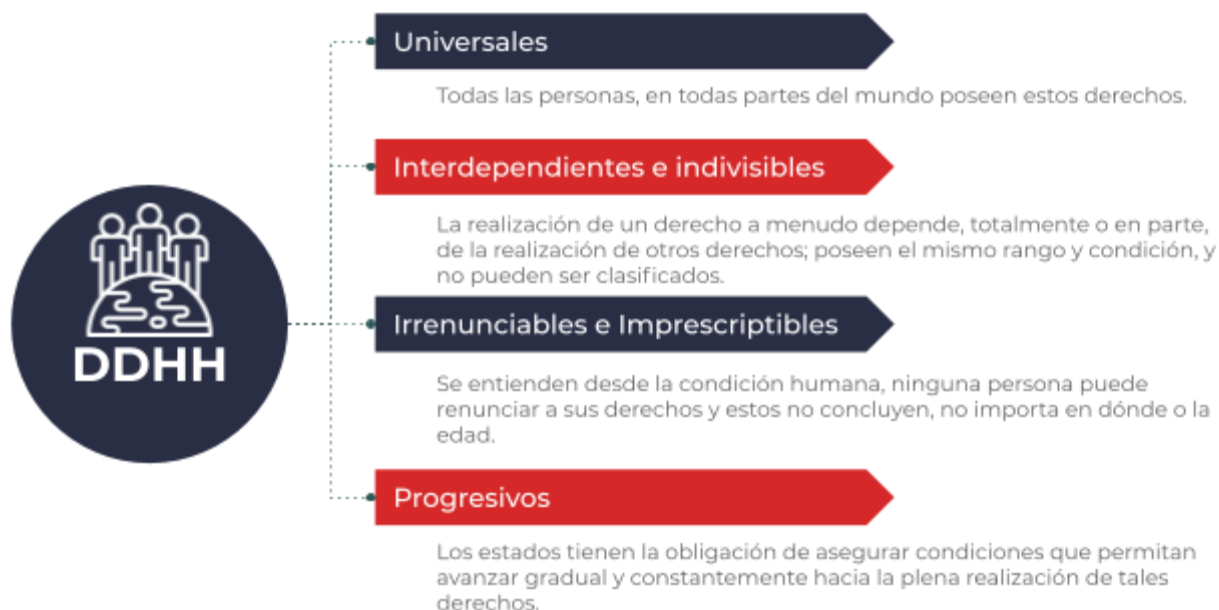 DDHH
Universales
Todas las personas, en todas partes del mundo poseen estos derechos.
Interdependientes e indivisibles
La realización de un derecho a menudo depende, totalmente o en parte,
de la realización de otros derechos; poseen el mismo rango y condición, y
no pueden ser clasificados.
Irrenunciables e Imprescriptibles
Se entienden desde la condición humana, ninguna persona puede
renunciar a sus derechos y estos no concluyen, no importa en dónde o la
edad.
Progresivos
Los estados tienen la obligación de asegurar condiciones que permitan
avanzar gradual y constantemente hacia la plena realización de tales
derechos.